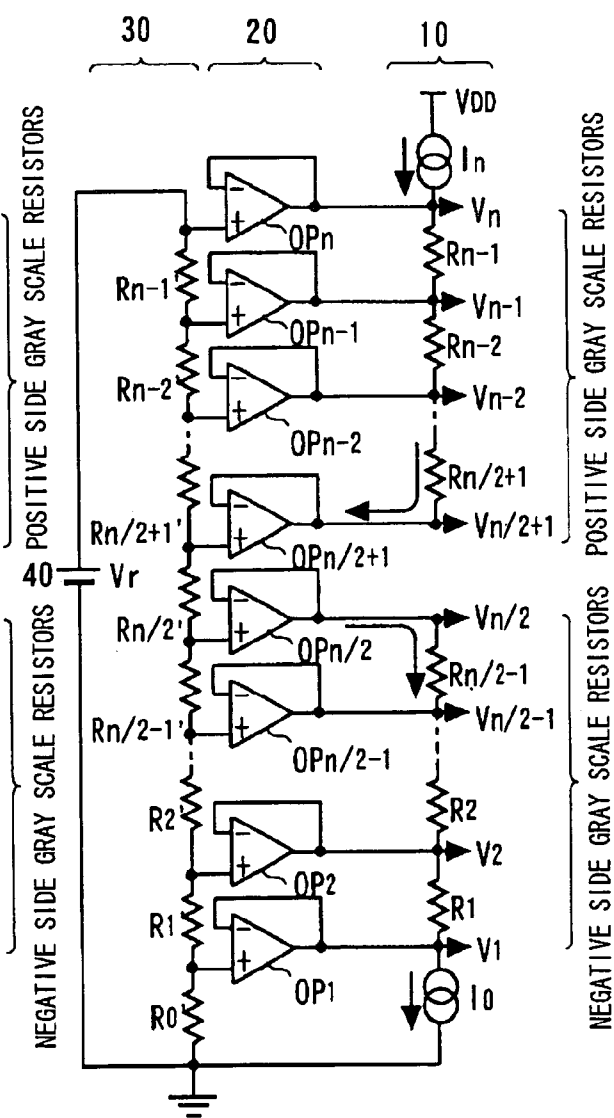 30 20 10
VDD
In
OPn
Vn
Rn-1'
Rn-1
OPn-1
Vn-1
Rn-2'
Rn-2
OPn-2
Vn-2
Rn/2+1
Rn/2+1'
OPn/2+1
Vn/2+1
40 Vr
Rn/2'
OPn/2
Vn/2
Rn/2-1
Rn/2-1'
OPn/2-1
Vn/2-1
R2'
R2
OP2
V2
R1'
R1
OP1
V1
R0'
I0
POSITIVE SIDE GRAY SCALE RESISTORS
NEGATIVE SIDE GRAY SCALE RESISTORS
POSITIVE SIDE GRAY SCALE RESISTORS
NEGATIVE SIDE GRAY SCALE RESISTORS